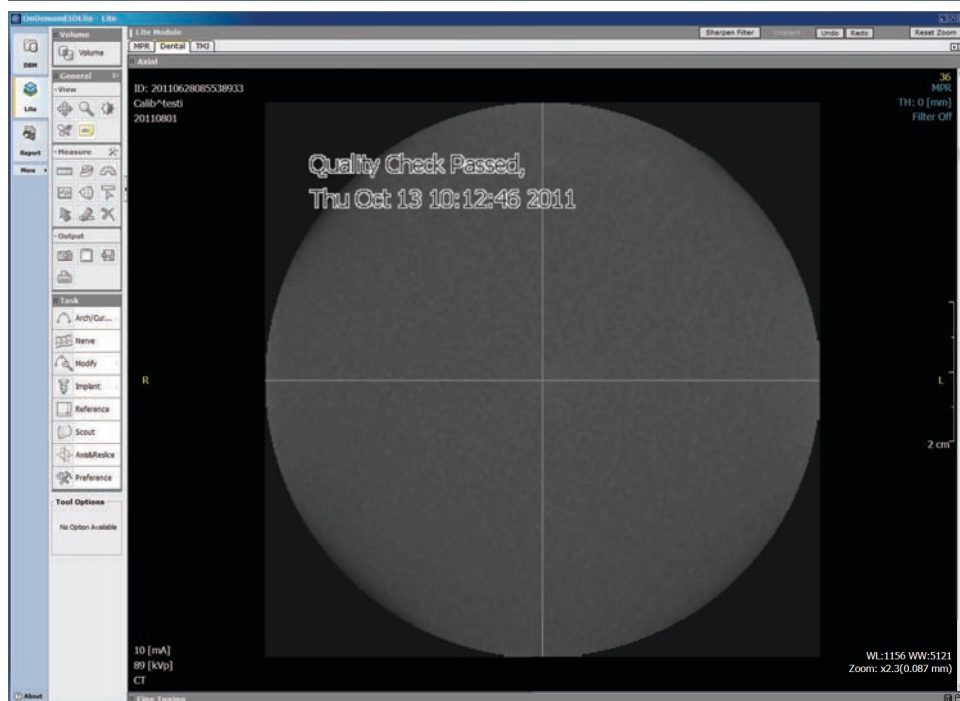 OnDemand3DLite - Lite
DBM
Lite
Report
More
Volume
Volume
General
View
Measure
Output
Task
Arch/Cur...
Nerve
Modify
Implant
Reference
Scout
Axis&Reslice
Preference
Tool Options
No Option Available
About
Lite Module
Sharpen Filter
Undo
Redo
Reset Zoom
MPR
Dental
TMJ
Axial
ID: 20110628085538933
Calib^testi
20110801
36
MPR
TH: 0 [mm]
Filter Off
Quality Check Passed,
Thu Oct 13 10:12:46 2011
R
L
2 cm
10 [mA]
89 [kVp]
CT
WL:1156 WW:5121
Zoom: x2.3(0.087 mm)
Fine Tuning